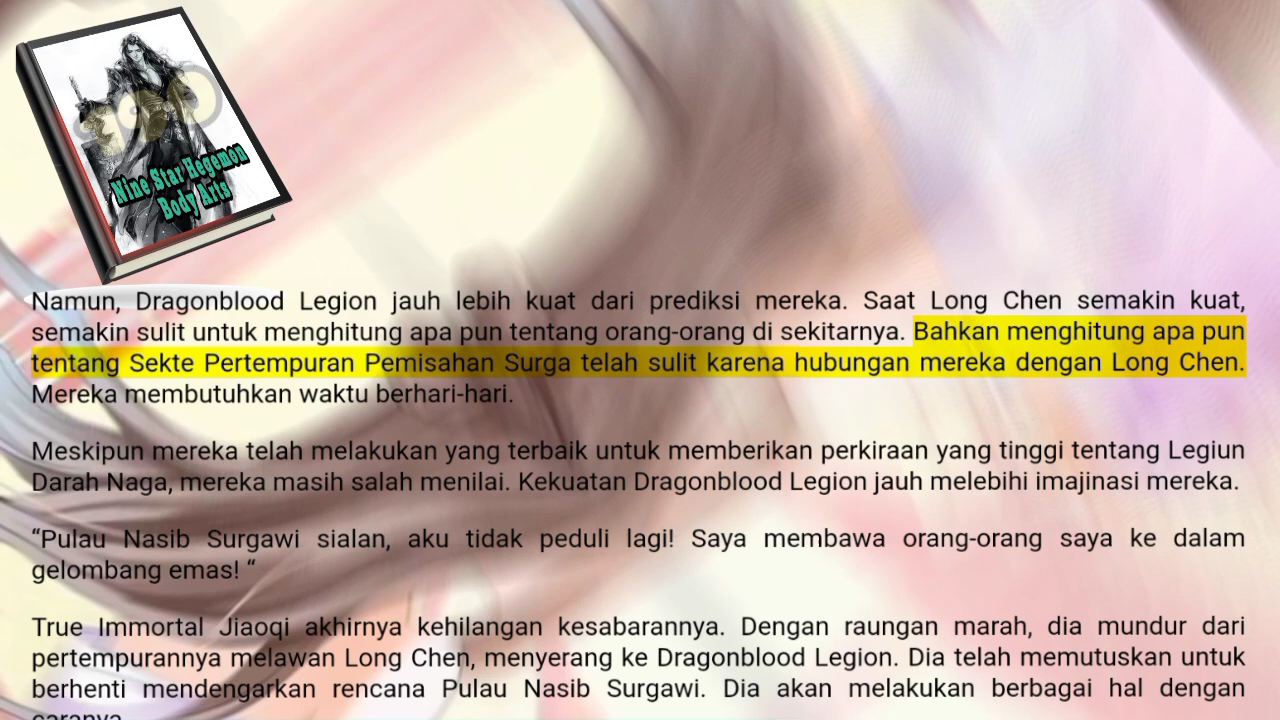 Nine Star Hegemon
Body Arts
Namun, Dragonblood Legion jauh lebih kuat dari prediksi mereka. Saat Long Chen semakin kuat,
semakin sulit untuk menghitung apa pun tentang orang-orang di sekitarnya. Bahkan menghitung apa pun
tentang Sekte Pertempuran Pemisahan Surga telah sulit karena hubungan mereka dengan Long Chen.
Mereka membutuhkan waktu berhari-hari.
Meskipun mereka telah melakukan yang terbaik untuk memberikan perkiraan yang tinggi tentang Legiun
Darah Naga, mereka masih salah menilai. Kekuatan Dragonblood Legion jauh melebihi imajinasi mereka.
“Pulau Nasib Surgawi sialan, aku tidak peduli lagi! Saya membawa orang-orang saya ke dalam
gelombang emas! “
True Immortal Jiaoqi akhirnya kehilangan kesabarannya. Dengan raungan marah, dia mundur dari
pertempurannya melawan Long Chen, menyerang ke Dragonblood Legion. Dia telah memutuskan untuk
berhenti mendengarkan rencana Pulau Nasib Surgawi. Dia akan melakukan berbagai hal dengan
caranya.